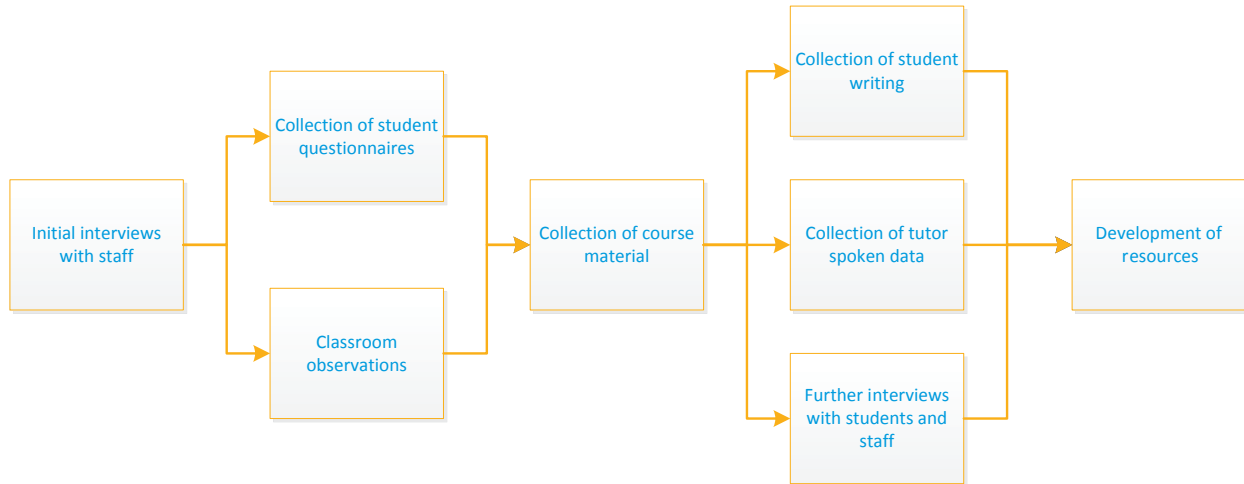 Initial interviews
with staff
Collection of student
questionnaires
Classroom
observations
Collection of course
material
Collection of student
writing
Collection of tutor
spoken data
Further interviews
with students and
staff
Development of
resources